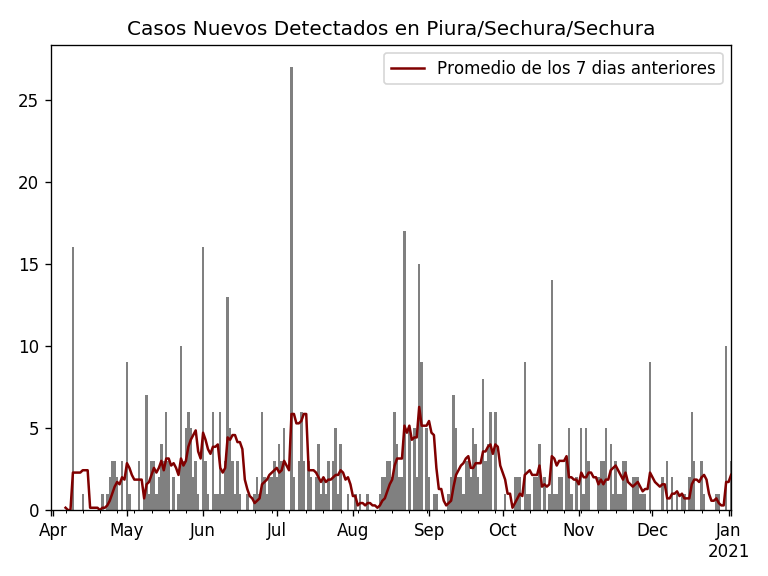 Casos Nuevos Detectados en Piura/Sechura/Sechura
Promedio de los 7 dias anteriores
25
20
15
10
5
0
Apr May Jun Jul Aug Sep Oct Nov Dec Jan
2021